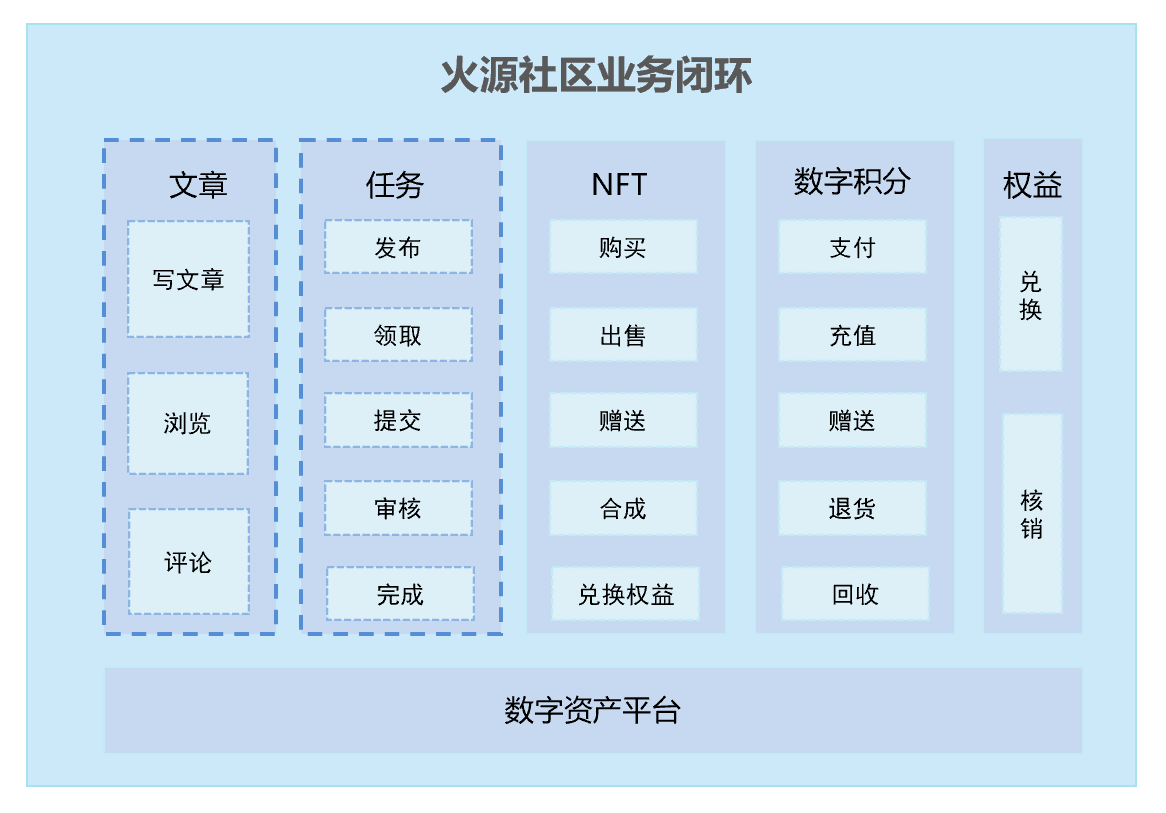 火源社区业务闭环
文章
写文章
浏览
评论
任务
发布
领取
提交
审核
完成
NFT
购买
出售
赠送
合成
兑换权益
数字积分
支付
充值
赠送
退货
回收
权益
兑
换
核
销
数字资产平台